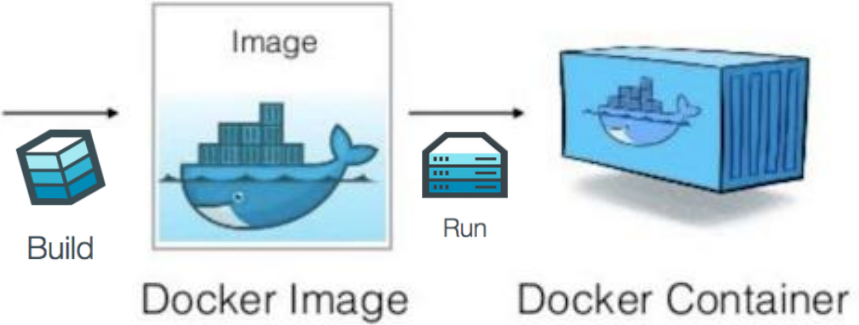 Image
Build
Run
Docker Image
Docker Container